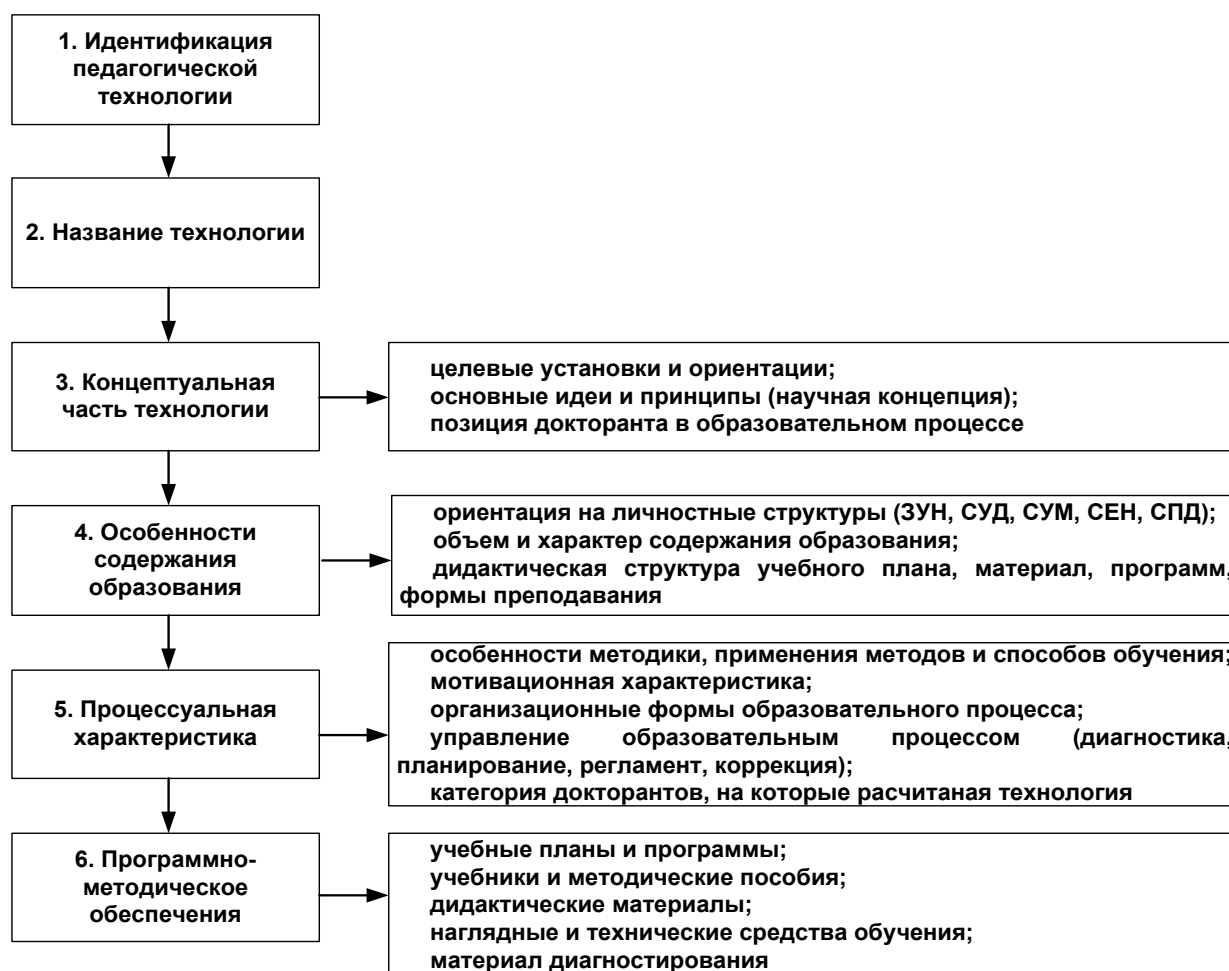 1. Идентификация
педагогической
технологии
2. Название технологии
3. Концептуальная
часть технологии
целевые установки и ориентации;
основные идеи и принципы (научная концепция);
позиция докторанта в образовательном процессе
4. Особенности
содержания
образования
ориентация на личностные структуры (ЗУН, СУД, СУМ, СЕН, СПД);
объем и характер содержания образования;
дидактическая структура учебного плана, материал, программ,
формы преподавания
5. Процессуальная
характеристика
особенности методики, применения методов и способов обучения;
мотивационная характеристика;
организационные формы образовательного процесса;
управление образовательным процессом (диагностика,
планирование, регламент, коррекция);
категория докторантов, на которые расчитаная технология
6. Программно-
методическое
обеспечения
учебные планы и программы;
учебники и методические пособия;
дидактические материалы;
наглядные и технические средства обучения;
материал диагностирования